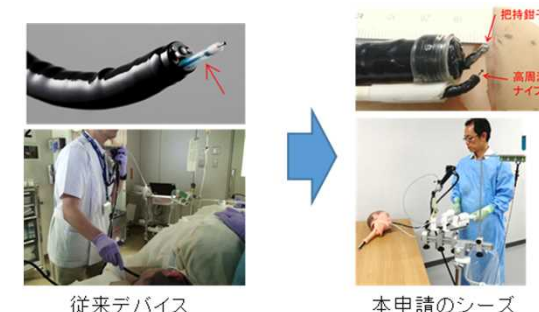 把持鉗子
高周波
ナイフ
従来デバイス
本申請のシーズ